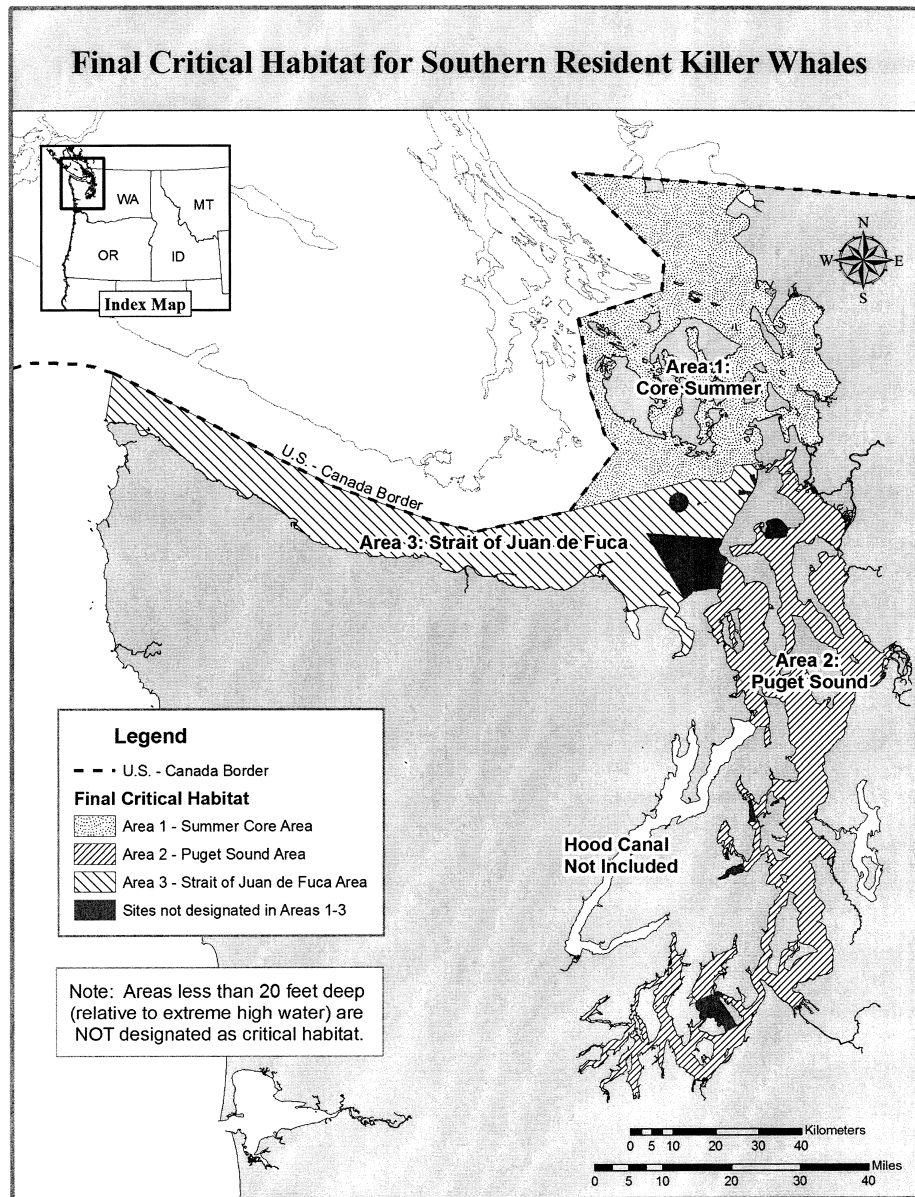 Final Critical Habitat for Southern Resident Killer Whales
WA
MT
OR
ID
Index Map
N
W
E
S
Area 1:
Core Summer
U.S. - Canada Border
Area 3: Strait of Juan de Fuca
Area 2:
Puget Sound
Hood Canal
Not Included
Legend
U.S. - Canada Border
Final Critical Habitat
Area 1 - Summer Core Area
Area 2 - Puget Sound Area
Area 3 - Strait of Juan de Fuca Area
Sites not designated in Areas 1-3
Note: Areas less than 20 feet deep
(relative to extreme high water) are
NOT designated as critical habitat.
Kilometers
0 5 10 20 30 40
Miles
0 5 10 20 30 40